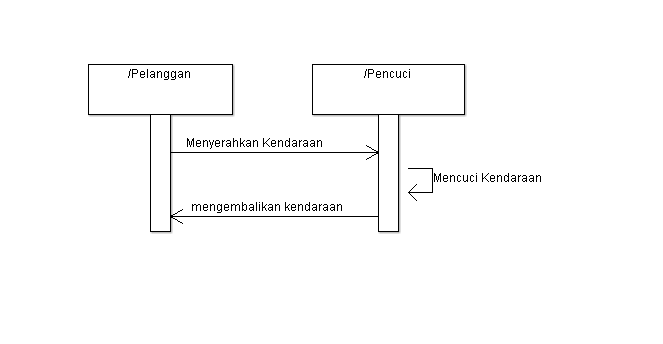 /Pelanggan
/Pencuci
Menyerahkan Kendaraan
Mencuci Kendaraan
mengembalikan kendaraan